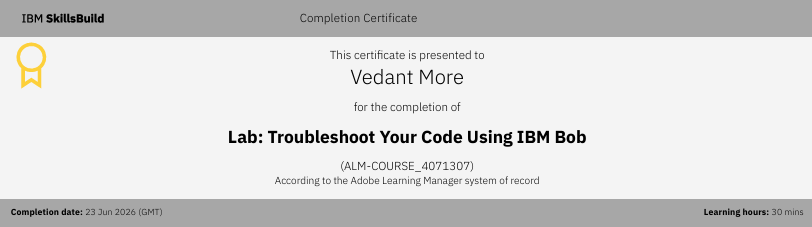 IBM SkillsBuild
Completion Certificate
This certificate is presented to
Vedant More
for the completion of
Lab: Troubleshoot Your Code Using IBM Bob
(ALM-COURSE_4071307)
According to the Adobe Learning Manager system of record
Completion date: 23 Jun 2026 (GMT)
Learning hours: 30 mins